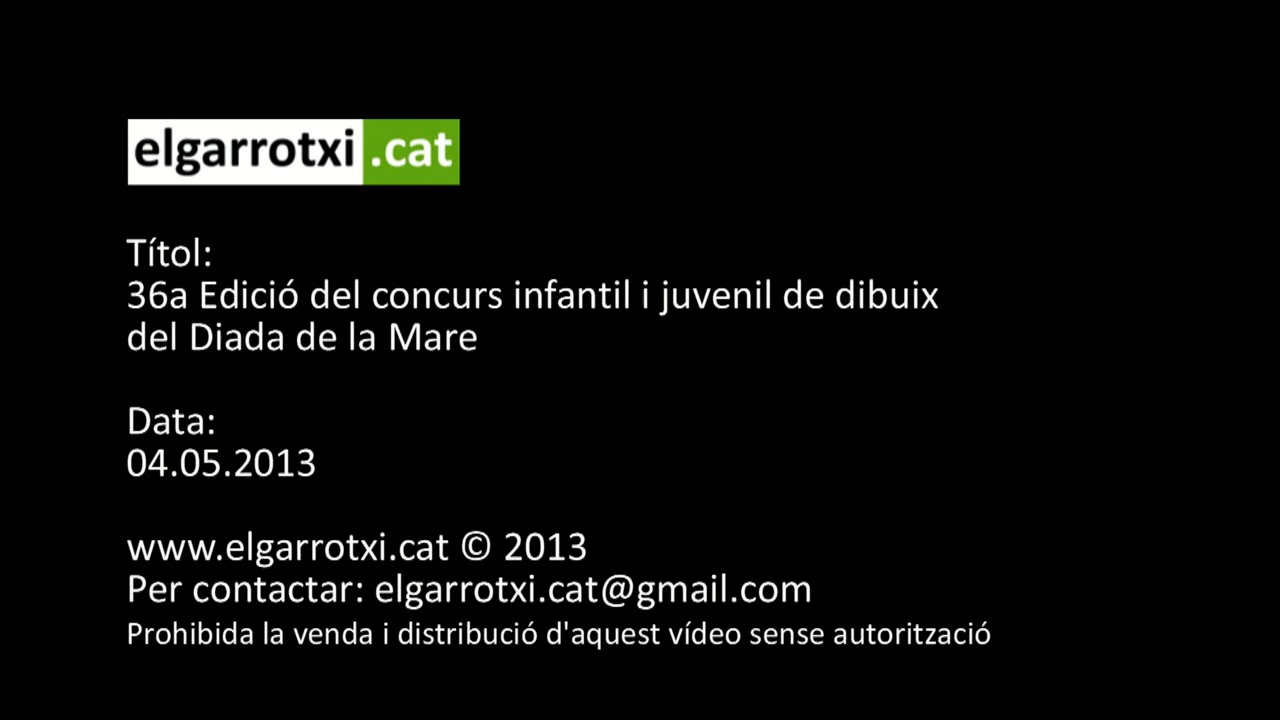 elgarrotxi.cat
Títol:
36a Edició del concurs infantil i juvenil de dibuix
del Diada de la Mare
Data:
04.05.2013
www.elgarrotxi.cat © 2013
Per contactar: elgarrotxi.cat@gmail.com
Prohibida la venda i distribució d'aquest vídeo sense autorització